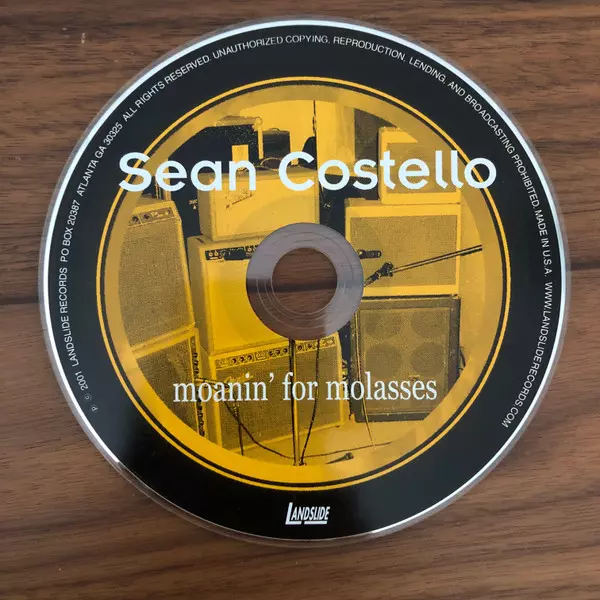 P © 2001 LANDSLIDE RECORDS PO BOX 20387 ATLANTA GA 30325 ALL RIGHTS RESERVED. UNAUTHORIZED COPYING, REPRODUCTION, LENDING, AND BROADCASTING PROHIBITED. MADE IN U.S.A. WWW.LANDSLIDERECORDS.COM
Sean Costello
moanin' for molasses
LANDSLIDE